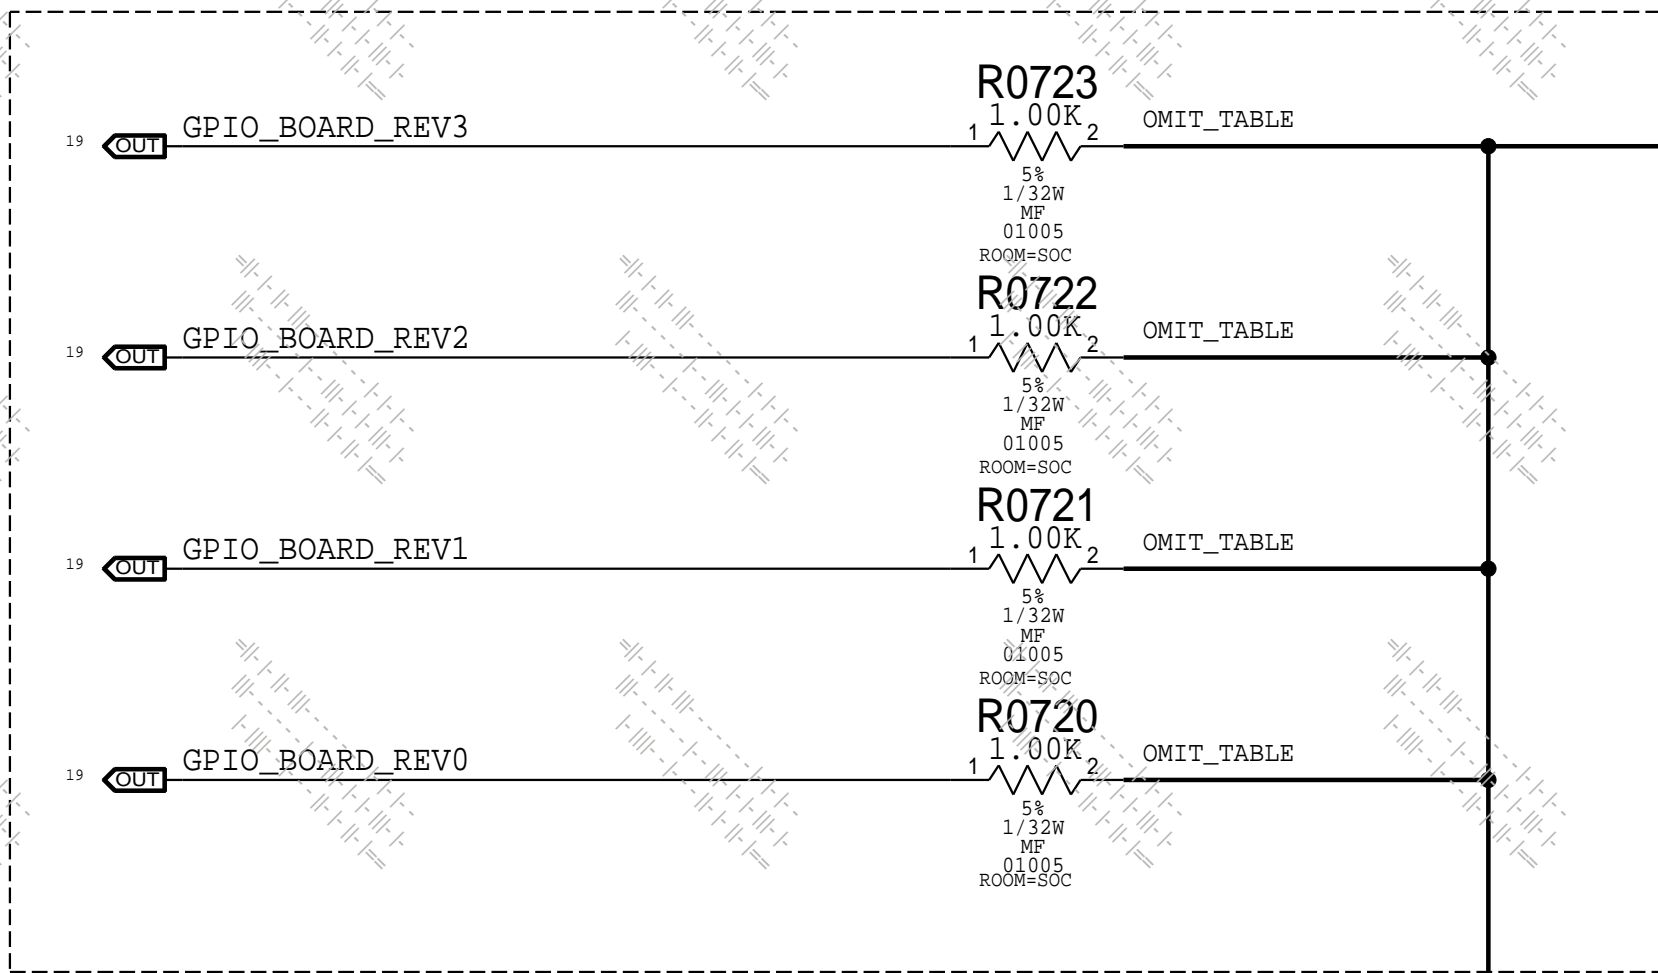 R0723
1.00K
GPIO_BOARD_REV3
OMIT_TABLE
19 OUT 1 2
5%
1/32W
MF
01005
ROOM=SOC
R0722
1.00K
GPIO_BOARD_REV2
OMIT_TABLE
19 OUT 1 2
5%
1/32W
MF
01005
ROOM=SOC
R0721
1.00K
GPIO_BOARD_REV1
OMIT_TABLE
19 OUT 1 2
5%
1/32W
MF
01005
ROOM=SOC
R0720
1.00K
GPIO_BOARD_REV0
OMIT_TABLE
19 OUT 1 2
5%
1/32W
MF
01005
ROOM=SOC